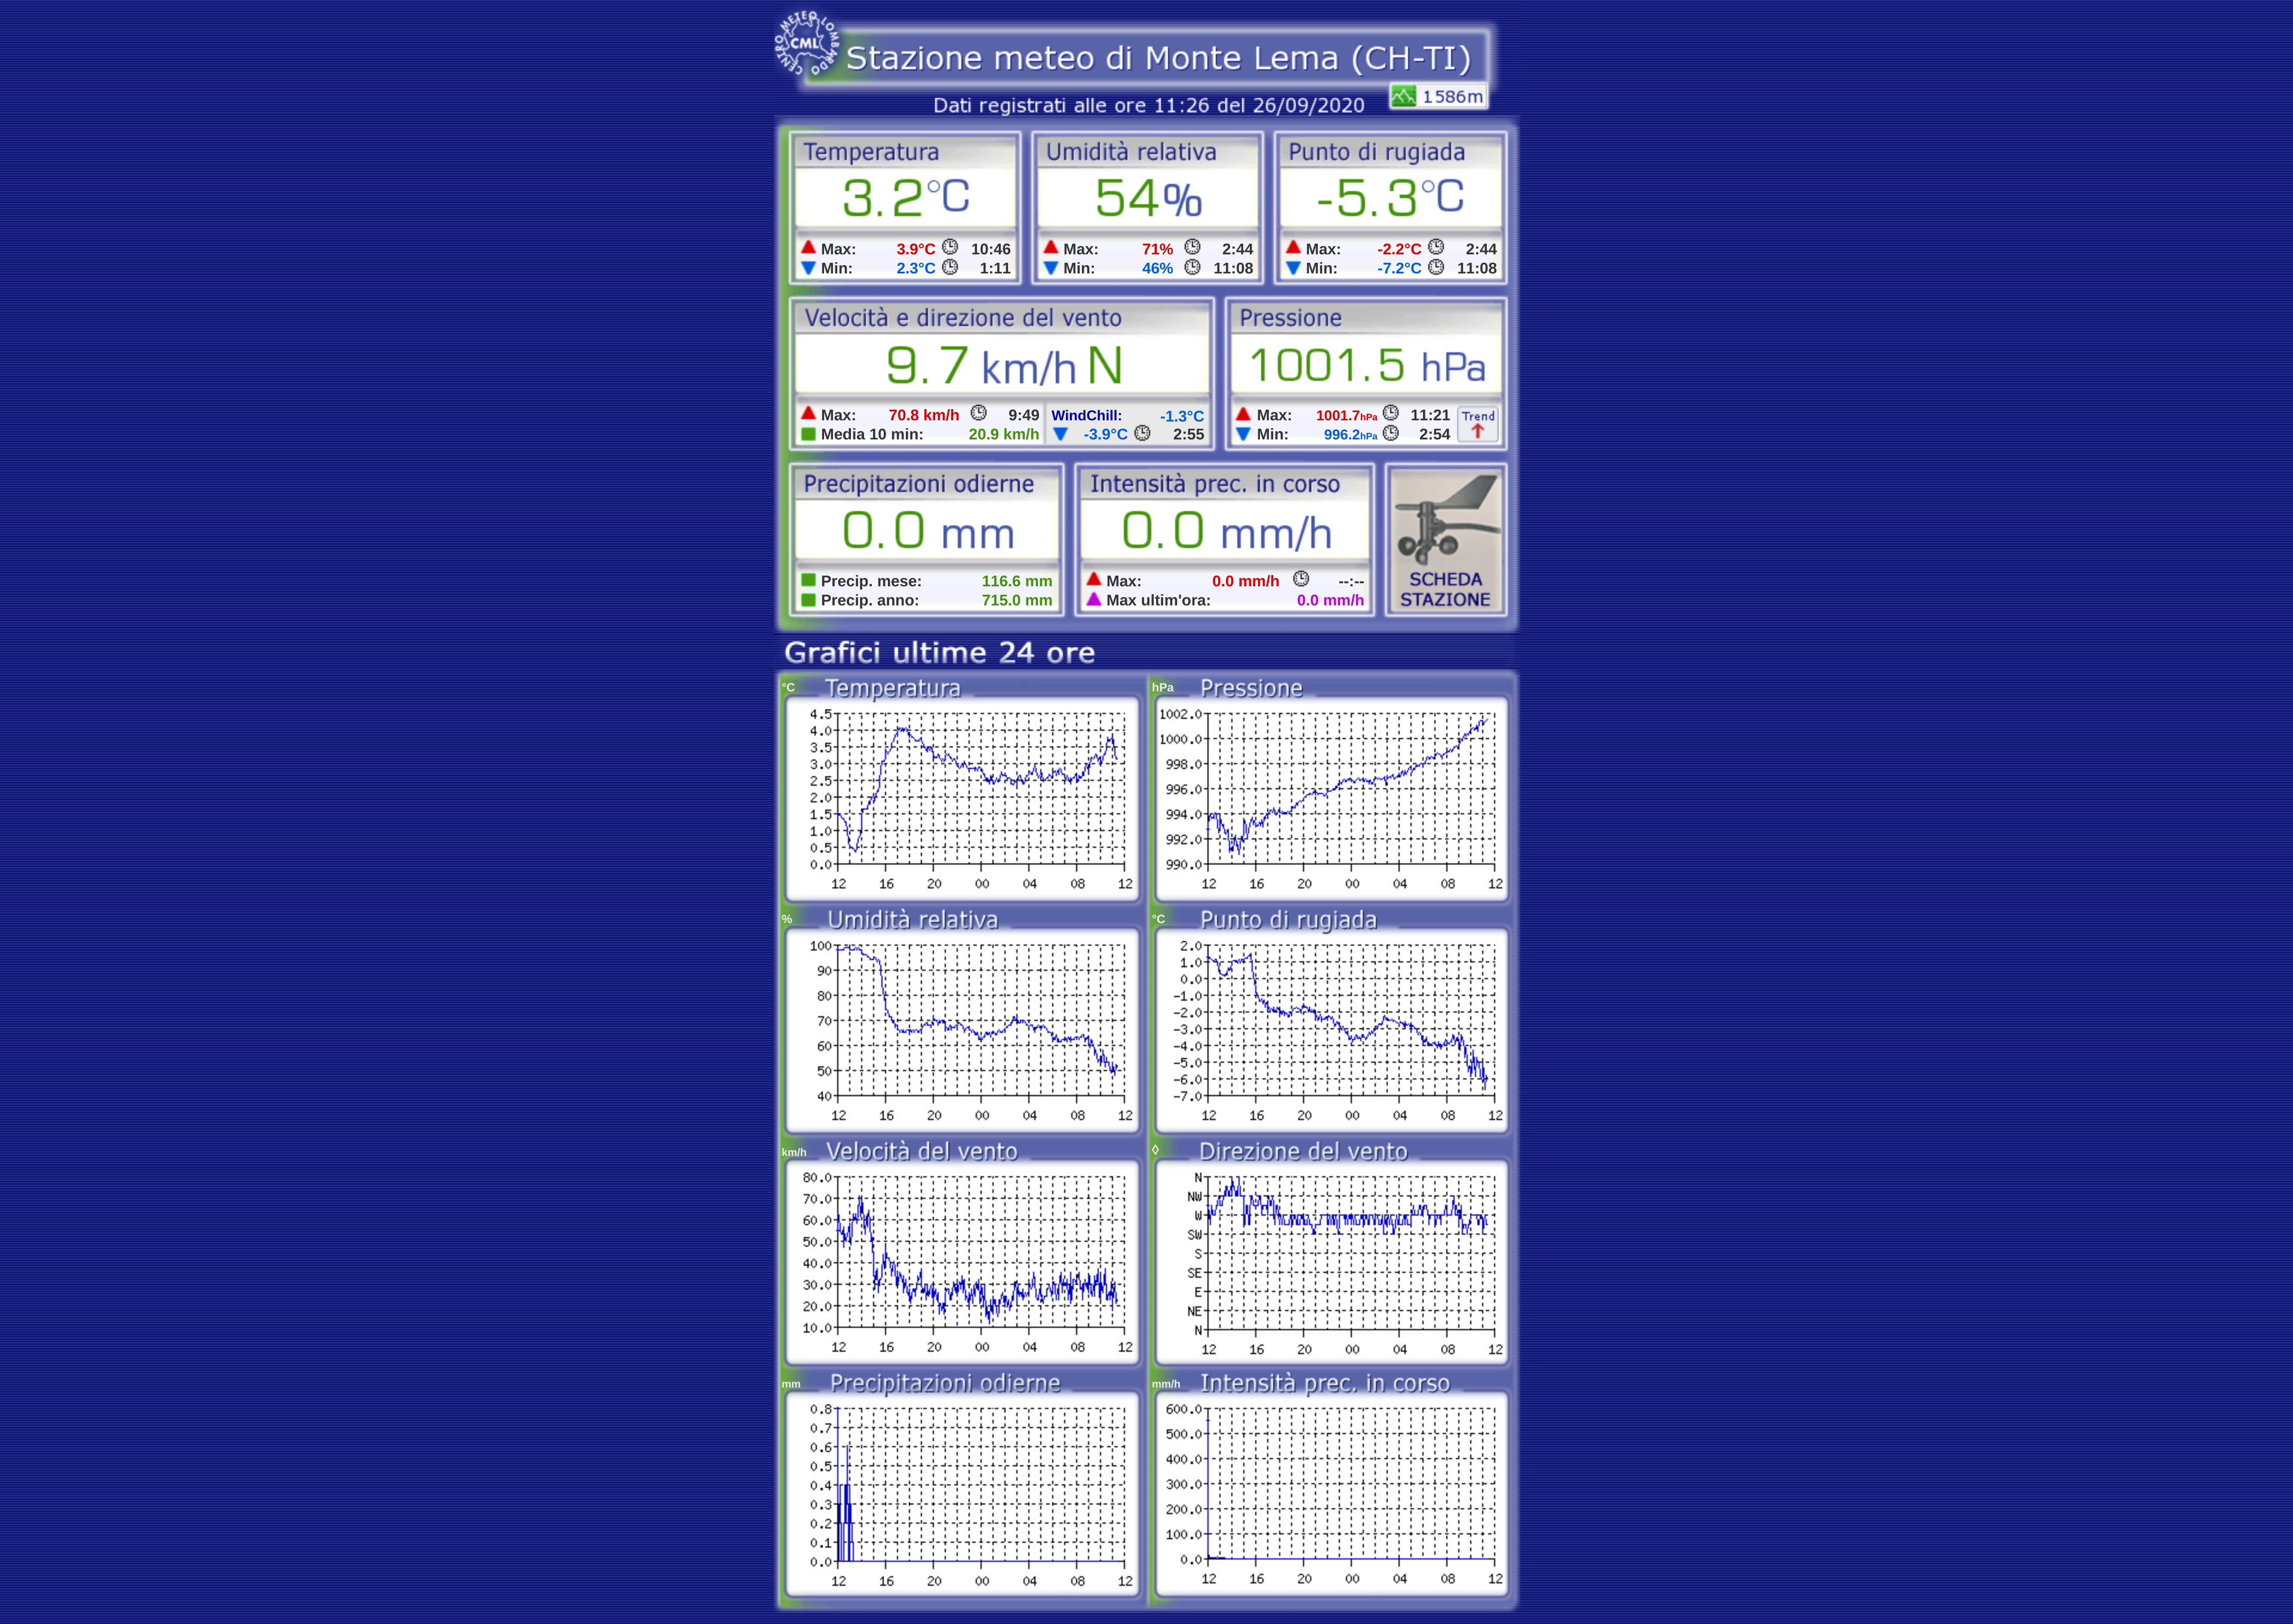 CENTRO METEO LOMBARDO
CML
Stazione meteo di Monte Lema (CH-TI)
1586m
Dati registrati alle ore 11:26 del 26/09/2020
Temperatura
3.2°C
Max: 3.9°C 10:46
Min: 2.3°C 1:11
Umidità relativa
54%
Max: 71% 2:44
Min: 46% 11:08
Punto di rugiada
-5.3°C
Max: -2.2°C 2:44
Min: -7.2°C 11:08
Velocità e direzione del vento
9.7 km/h N
Max: 70.8 km/h 9:49
Media 10 min: 20.9 km/h
WindChill: -1.3°C
-3.9°C 2:55
Pressione
1001.5 hPa
Max: 1001.7hPa 11:21
Min: 996.2hPa 2:54
Trend
Precipitazioni odierne
0.0 mm
Precip. mese: 116.6 mm
Precip. anno: 715.0 mm
Intensità prec. in corso
0.0 mm/h
Max: 0.0 mm/h --:--
Max ultim'ora: 0.0 mm/h
SCHEDA
STAZIONE
Grafici ultime 24 ore
°C Temperatura
4.5
4.0
3.5
3.0
2.5
2.0
1.5
1.0
0.5
0.0
12 16 20 00 04 08 12
hPa Pressione
1002.0
1000.0
998.0
996.0
994.0
992.0
990.0
12 16 20 00 04 08 12
% Umidità relativa
100
90
80
70
60
50
40
12 16 20 00 04 08 12
°C Punto di rugiada
2.0
1.0
0.0
-1.0
-2.0
-3.0
-4.0
-5.0
-6.0
-7.0
12 16 20 00 04 08 12
km/h Velocità del vento
80.0
70.0
60.0
50.0
40.0
30.0
20.0
10.0
12 16 20 00 04 08 12
◊ Direzione del vento
N
NW
W
SW
S
SE
E
NE
N
12 16 20 00 04 08 12
mm Precipitazioni odierne
0.8
0.7
0.6
0.5
0.4
0.3
0.2
0.1
0.0
12 16 20 00 04 08 12
mm/h Intensità prec. in corso
600.0
500.0
400.0
300.0
200.0
100.0
0.0
12 16 20 00 04 08 12